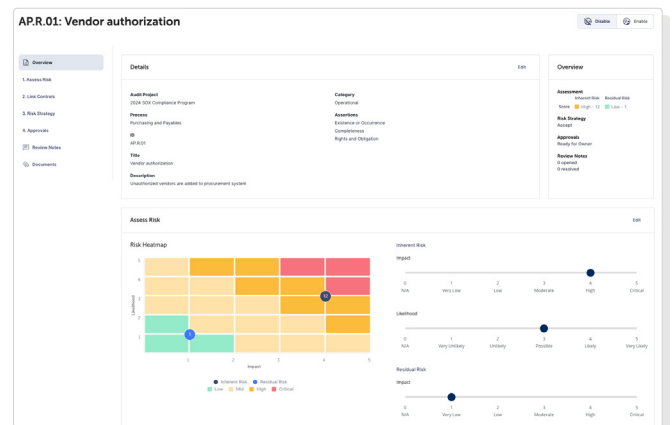 AP.R.01: Vendor authorization
Disable
Enable
Overview
1. Assess Risk
2. Link Controls
3. Risk Strategy
4. Approvals
Review Notes
Documents
Details
Edit
Audit Project
2024 SOX Compliance Program
Process
Purchasing and Payables
ID
AP.R.01
Title
Vendor authorization
Description
Unauthorized vendors are added to procurement system
Category
Operational
Assertions
Existence or Occurrence
Completeness
Rights and Obligation
Overview
Assessment
Inherent Risk Residual Risk
Score High - 12 Low - 1
Risk Strategy
Accept
Approvals
Ready for Owner
Review Notes
0 opened
0 resolved
Assess Risk
Edit
Risk Heatmap
Likelihood
5
4
3
2
1
12
1
1 2 3 4 5
Impact
Inherent Risk Residual Risk
Low Mid High Critical
Inherent Risk
Impact
0 1 2 3 4 5
N/A Very Low Low Moderate High Critical
Likelihood
0 1 2 3 4 5
N/A Very Unlikely Unlikely Possible Likely Very Likely
Residual Risk
Impact
0 1 2 3 4 5
N/A Very Low Low Moderate High Critical